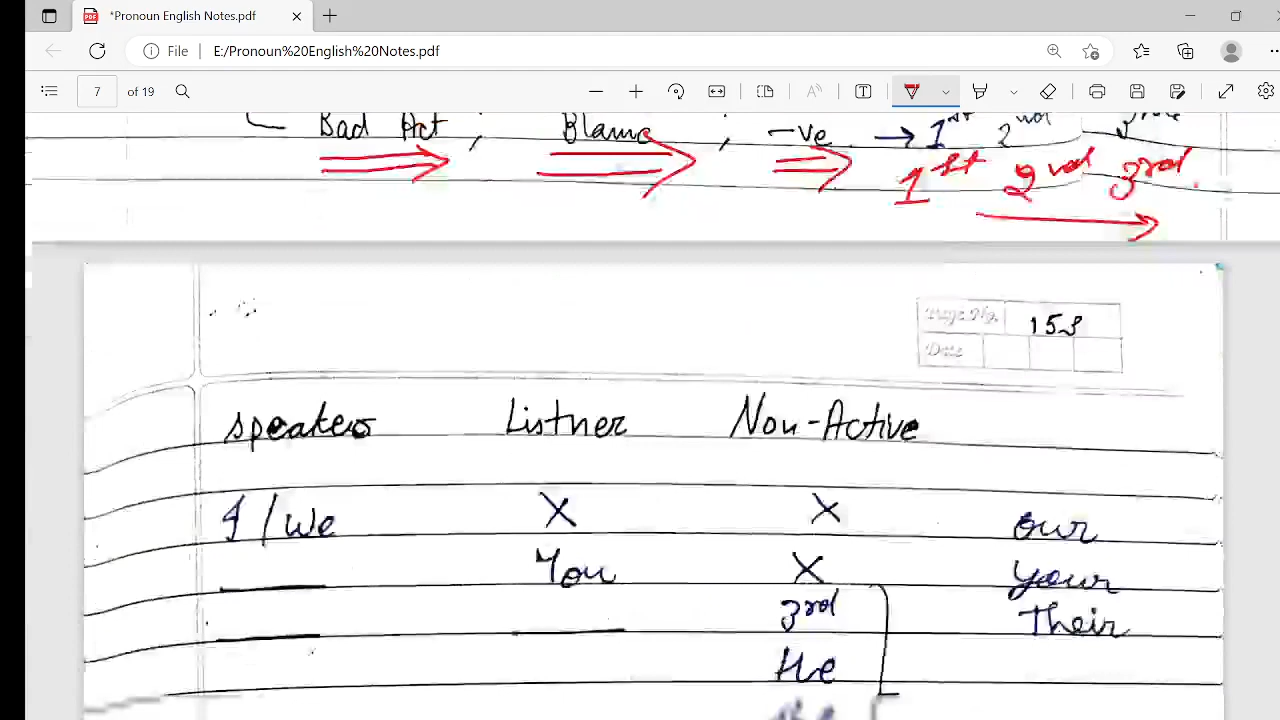 *Pronoun English Notes.pdf
File | E:/Pronoun%20English%20Notes.pdf
7 of 19
Bad Act ; Blame ; -ve → 1st 2nd 3rd
1st 2nd 3rd
Page No. 153
Date
speaker Listner Non-Active
I/we X X our
You X your
3rd Their
He